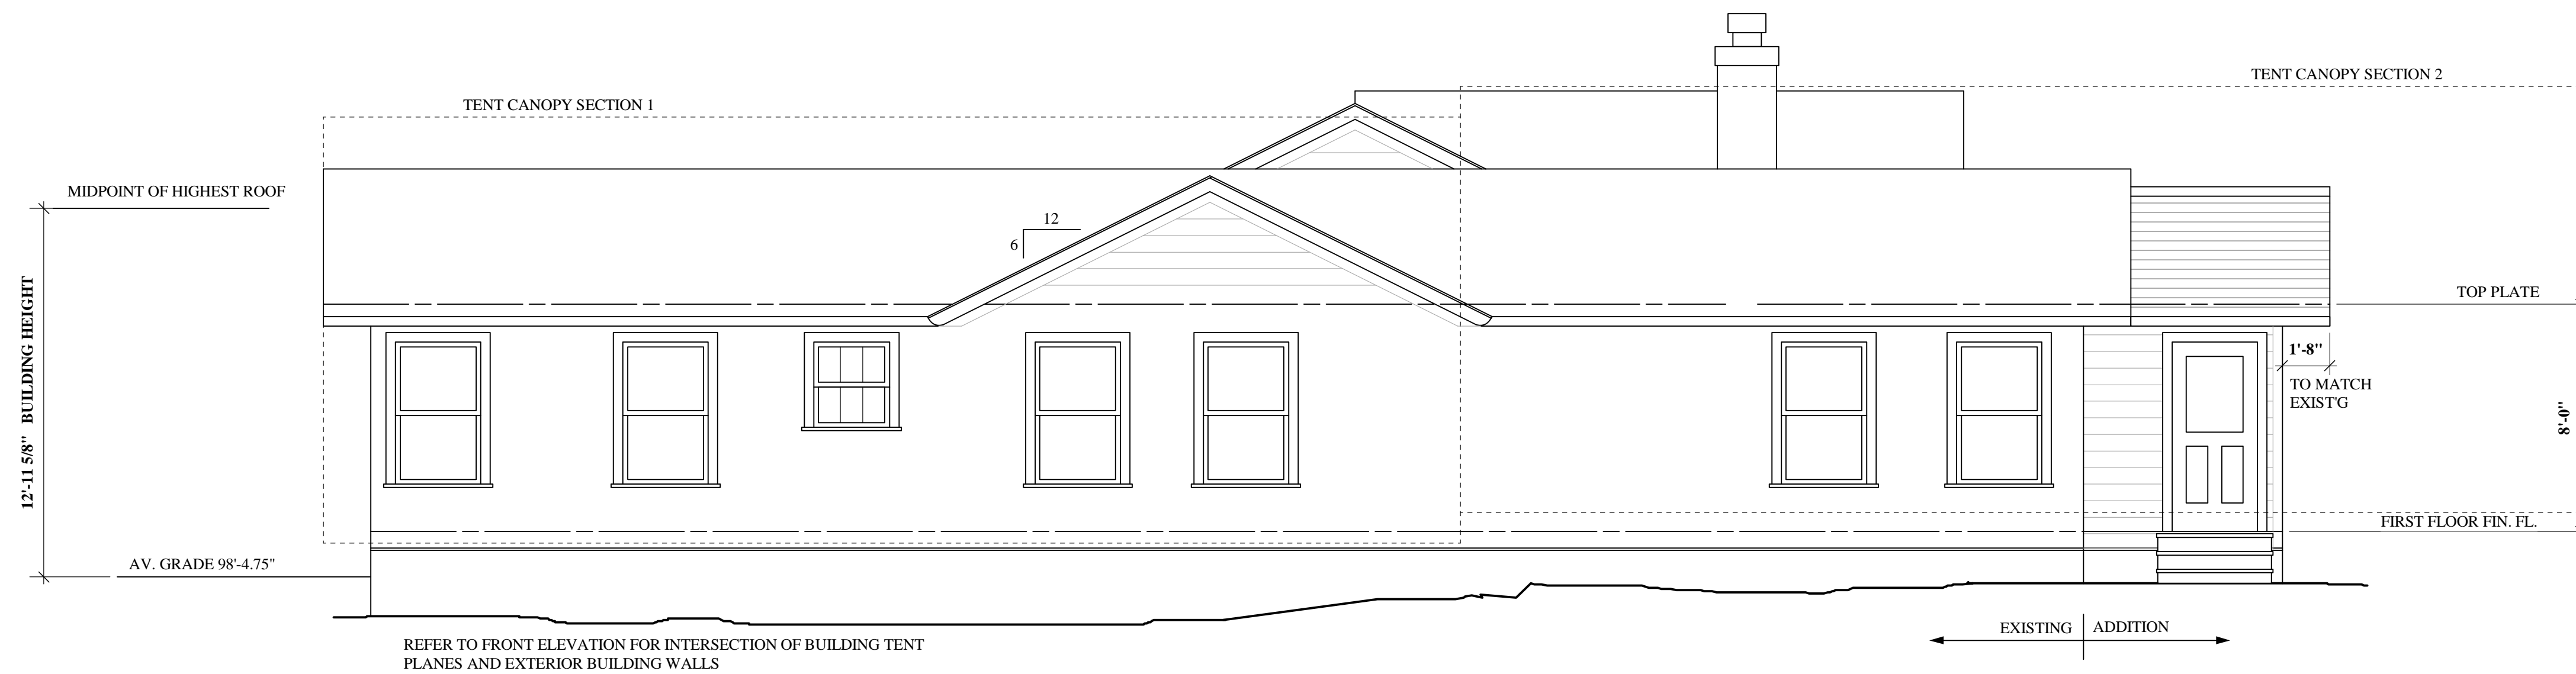 TENT CANOPY SECTION 2
TENT CANOPY SECTION 1
MIDPOINT OF HIGHEST ROOF
12
6
TOP PLATE
12'-11 5/8" BUILDING HEIGHT
1'-8"
TO MATCH
EXIST'G
8'-0"
FIRST FLOOR FIN. FL.
AV. GRADE 98'-4.75"
EXISTING
ADDITION
REFER TO FRONT ELEVATION FOR INTERSECTION OF BUILDING TENT
PLANES AND EXTERIOR BUILDING WALLS